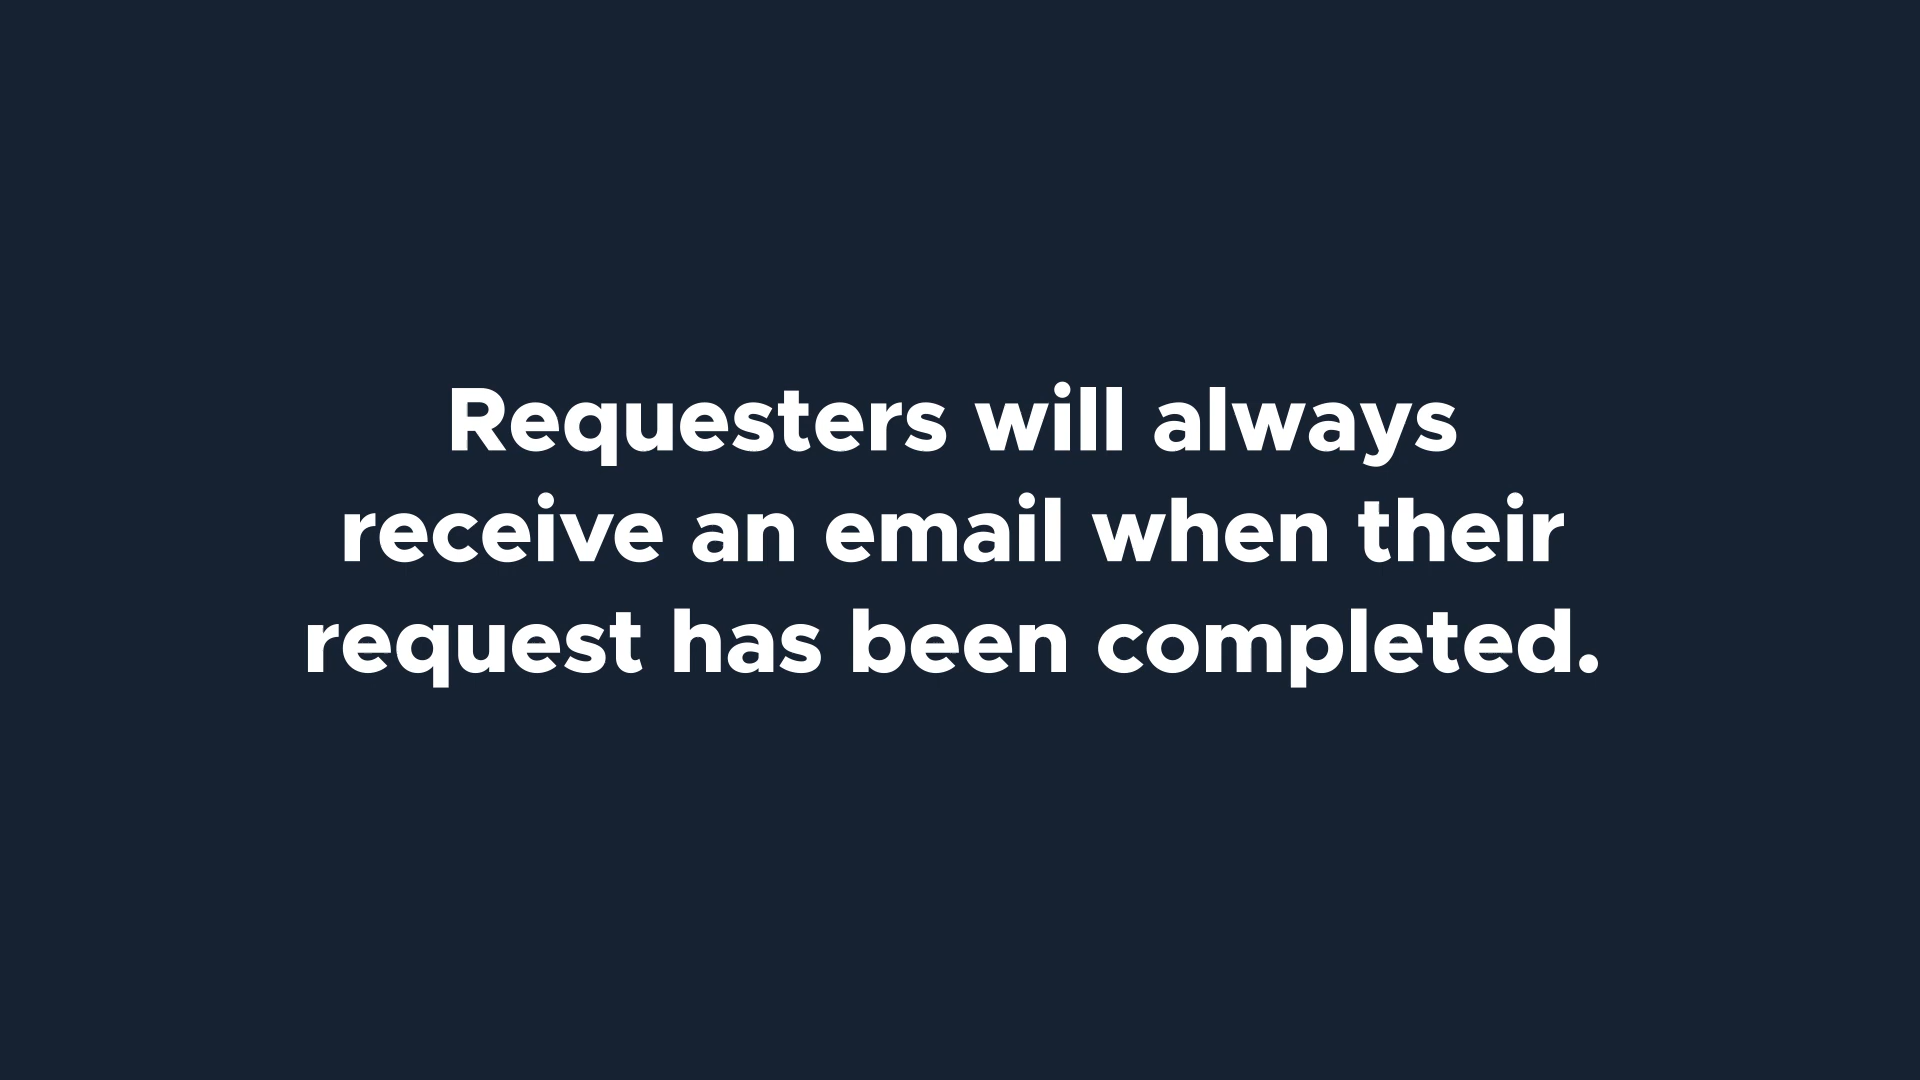 Requesters will always
receive an email when their
request has been completed.